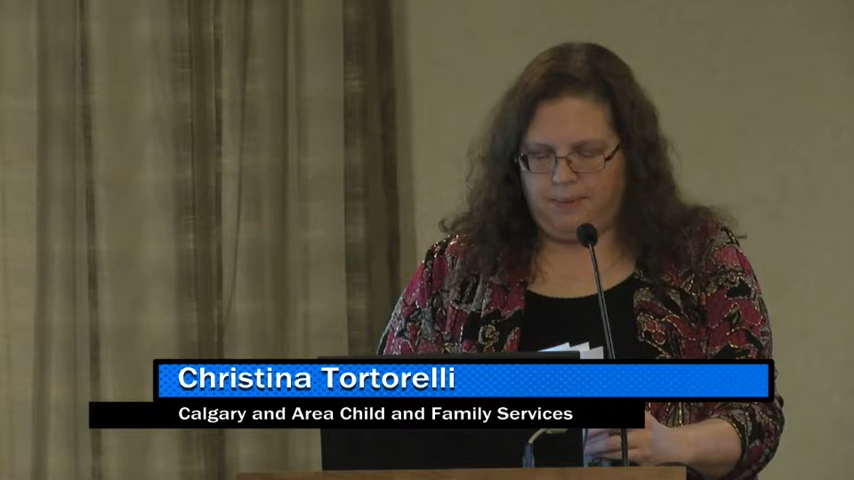 Christina Tortorelli
Calgary and Area Child and Family Services